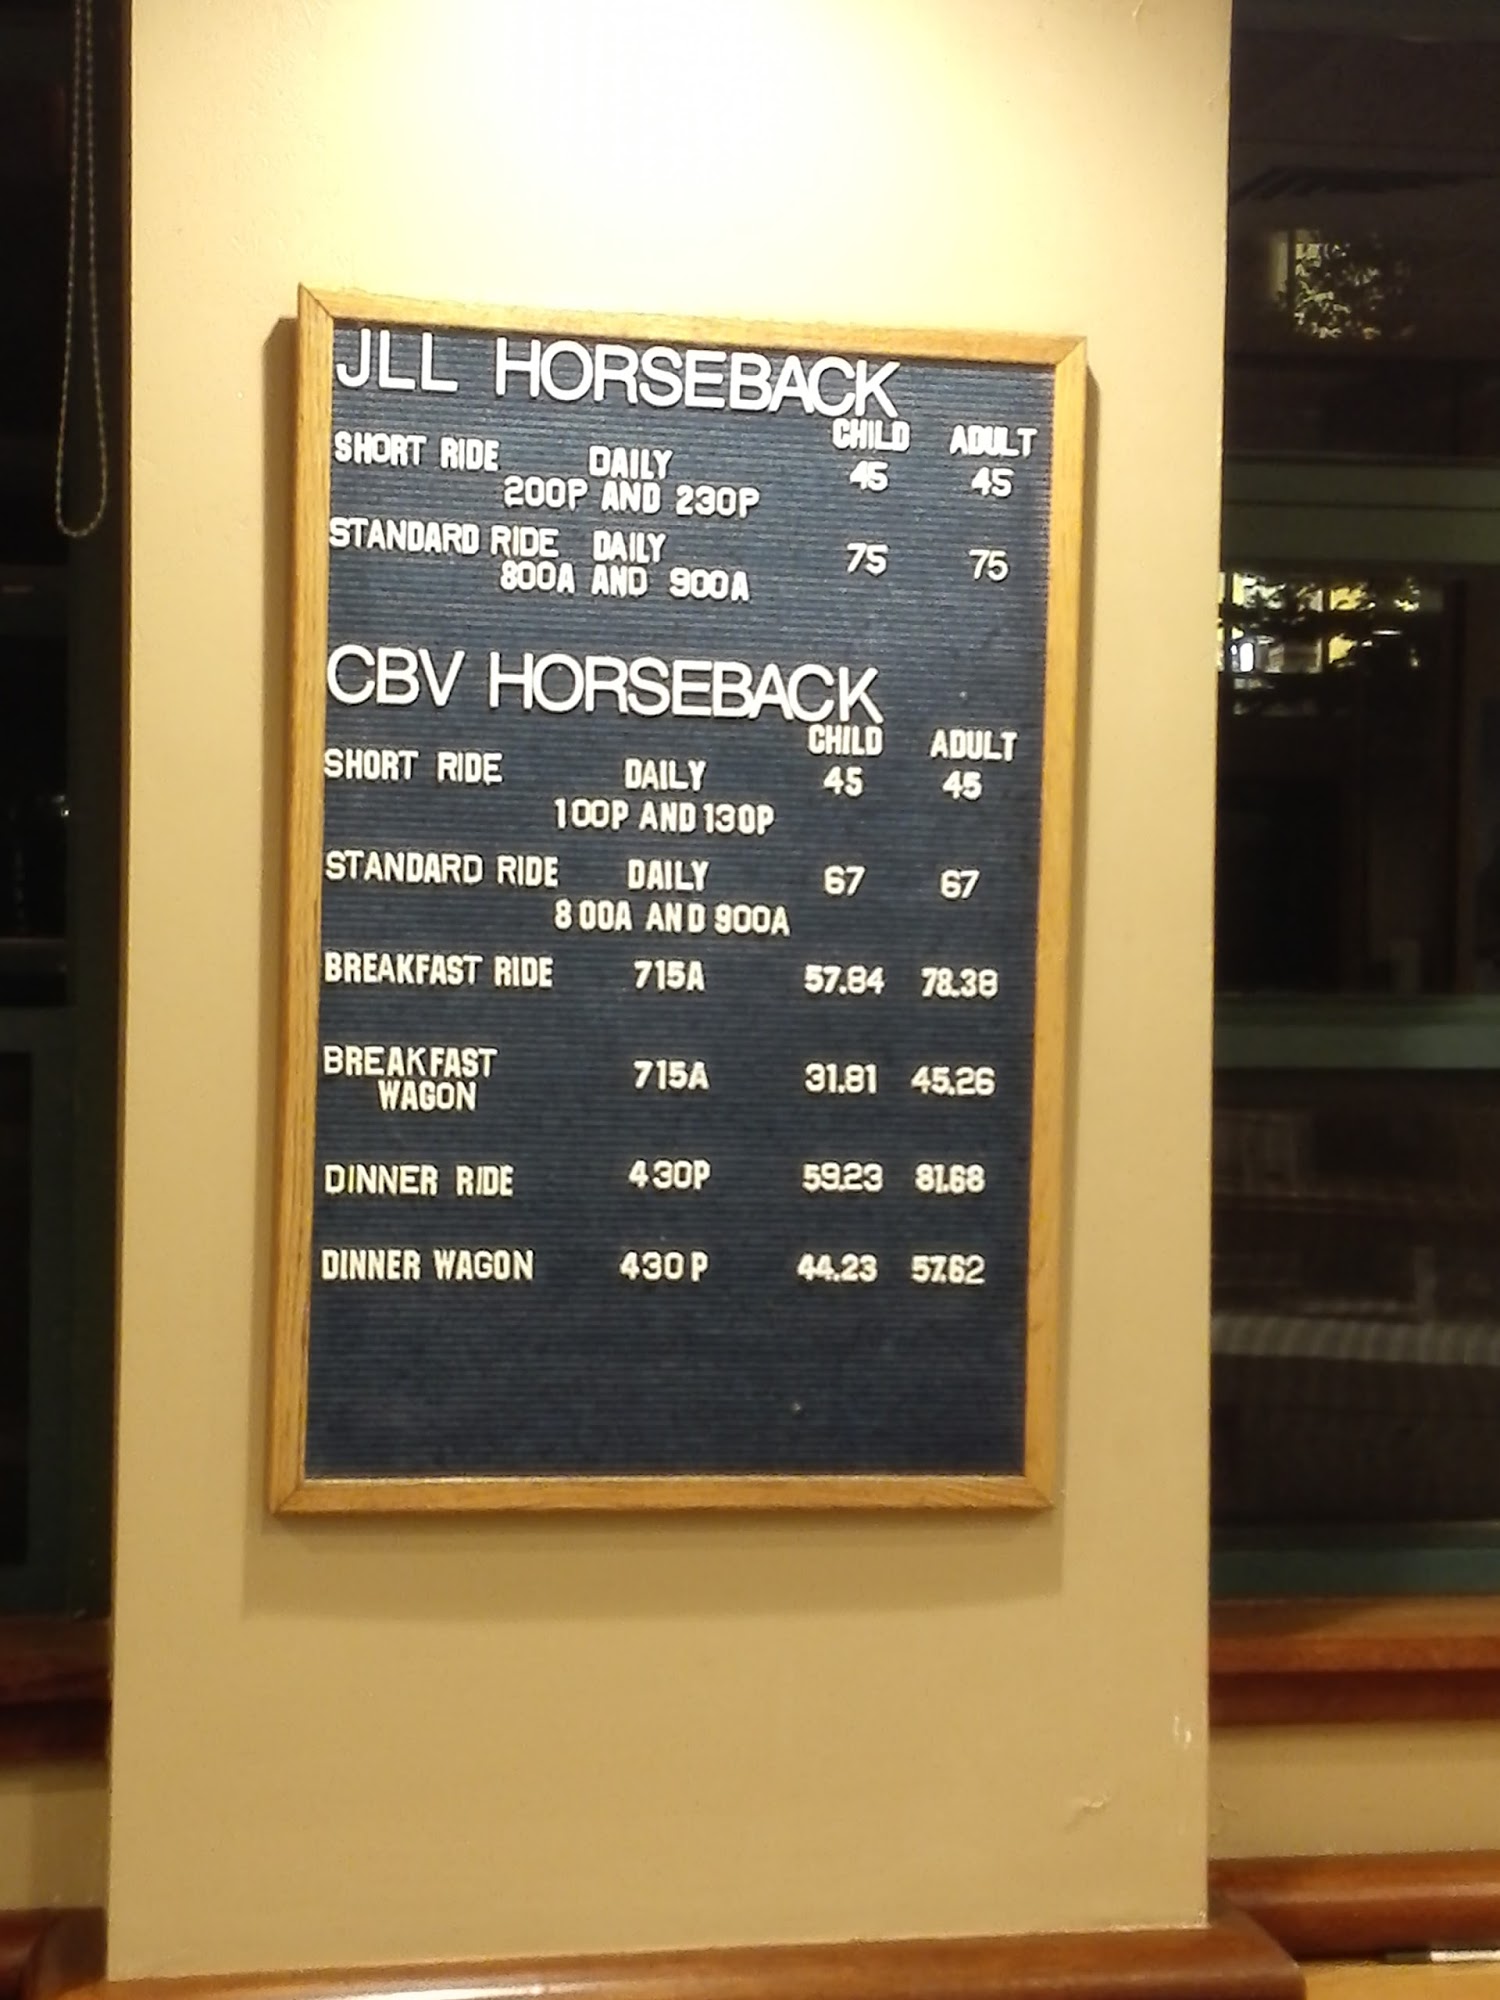 JLL HORSEBACK
CHILD ADULT
SHORT RIDE DAILY 45 45
200P AND 230P
STANDARD RIDE DAILY 75 75
800A AND 900A
CBV HORSEBACK
CHILD ADULT
SHORT RIDE DAILY 45 45
100P AND 130P
STANDARD RIDE DAILY 67 67
800A AND 900A
BREAKFAST RIDE 715A 57.84 78.38
BREAKFAST 715A 31.81 45.26
WAGON
DINNER RIDE 430P 59.23 81.68
DINNER WAGON 430P 44.23 57.62